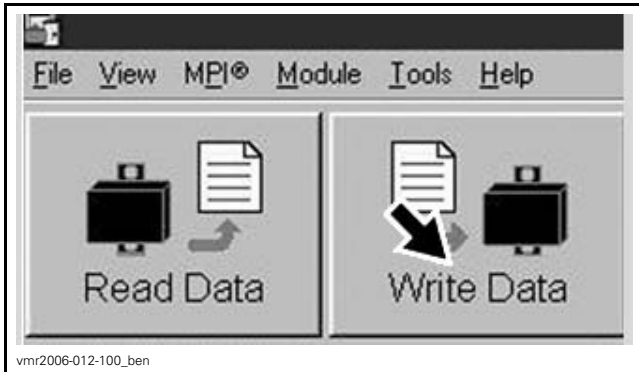 File View MPI® Module Tools Help
Read Data
Write Data
vmr2006-012-100_ben